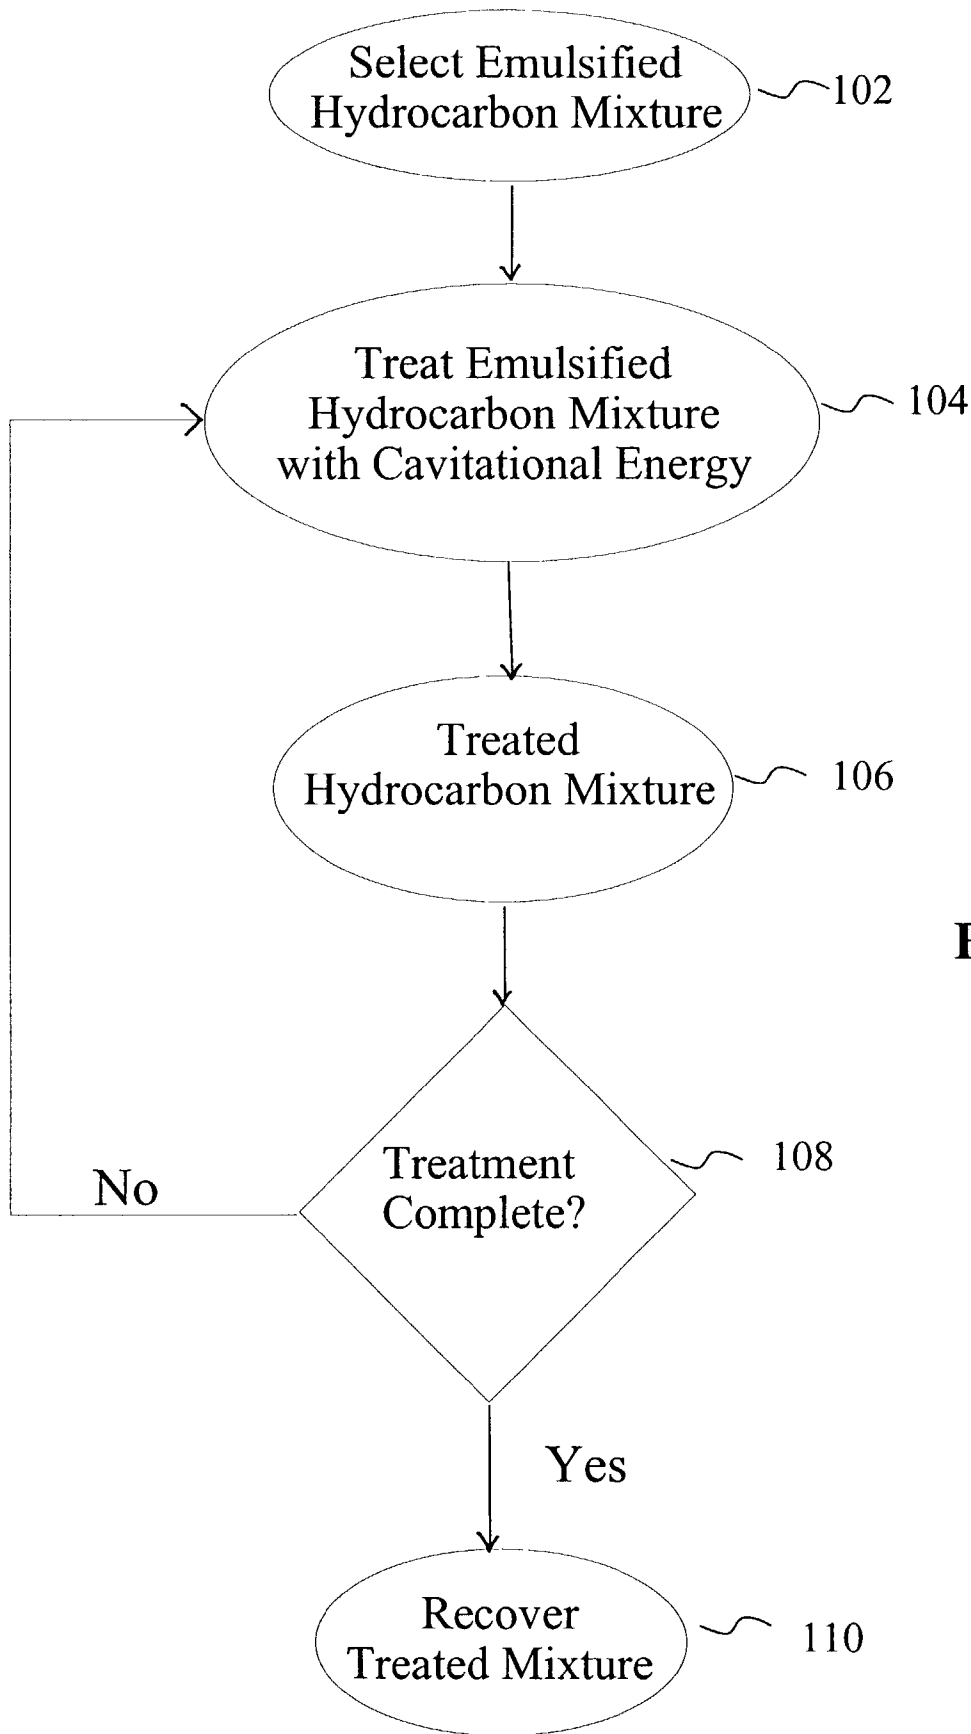 Select Emulsified
Hydrocarbon Mixture
102
Treat Emulsified
Hydrocarbon Mixture
with Cavitational Energy
104
Treated
Hydrocarbon Mixture
106
Treatment
Complete?
108
No
Yes
Recover
Treated Mixture
110